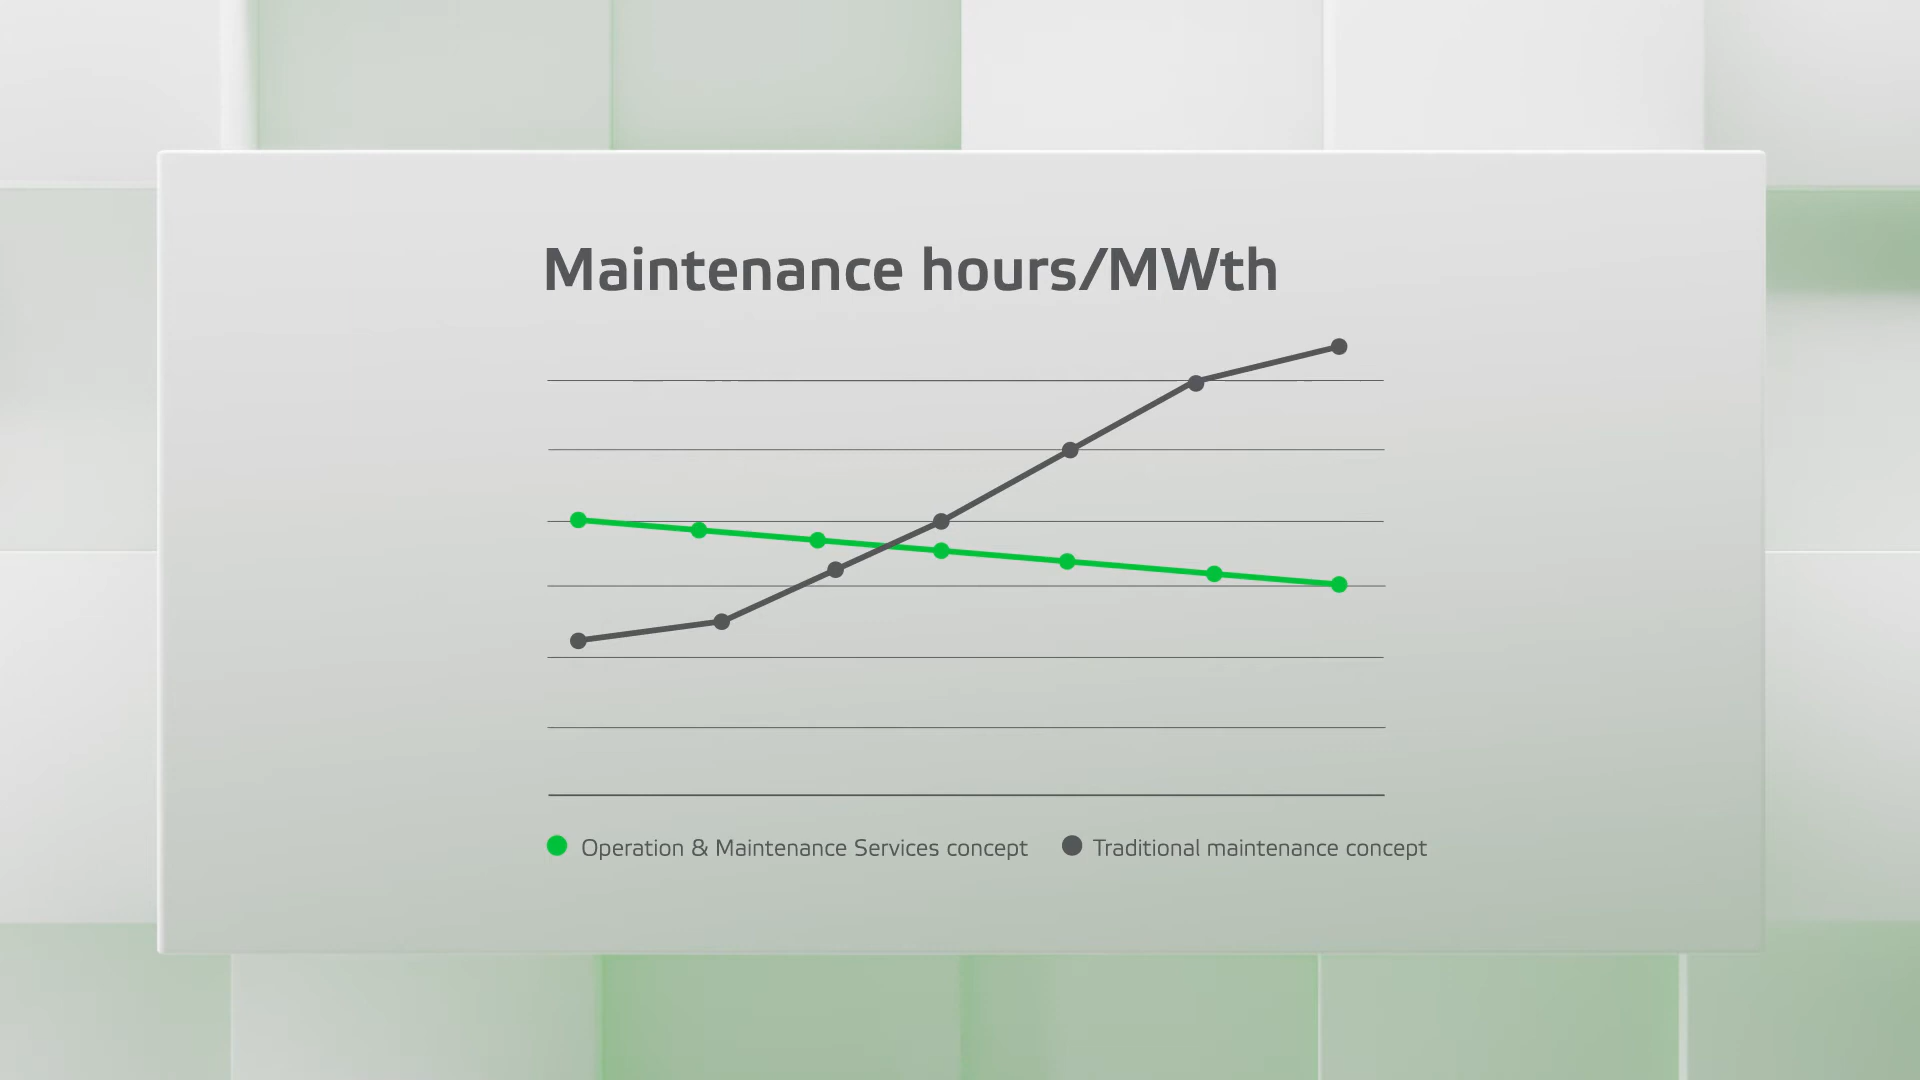 Maintenance hours/MWth
Operation & Maintenance Services concept
Traditional maintenance concept